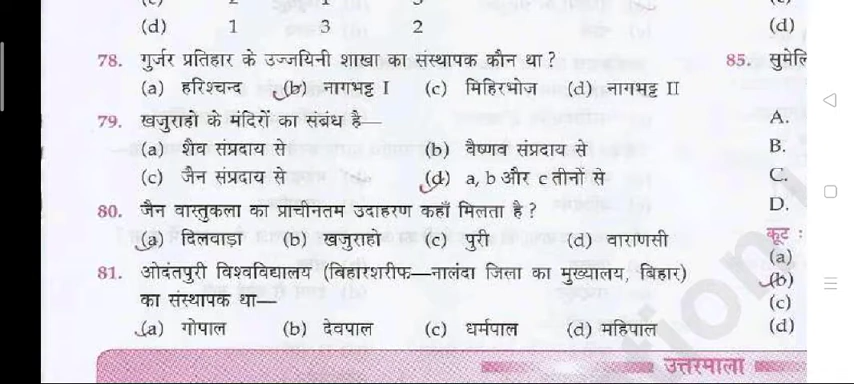 (d) 1 3 2
(d)
78. गुर्जर प्रतिहार के उज्जयिनी शाखा का संस्थापक कौन था ?
85. सुमेलि
(a) हरिश्चन्द (b) नागभट्ट I (c) मिहिरभोज (d) नागभट्ट II
79. खजुराहो के मंदिरों का संबंध है—
A.
(a) शैव संप्रदाय से (b) वैष्णव संप्रदाय से
B.
(c) जैन संप्रदाय से (d) a, b और c तीनों से
C.
80. जैन वास्तुकला का प्राचीनतम उदाहरण कहाँ मिलता है ?
D.
(a) दिलवाड़ा (b) खजुराहो (c) पुरी (d) वाराणसी
कूट :
81. ओदंतपुरी विश्वविद्यालय (बिहारशरीफ—नालंदा जिला का मुख्यालय, बिहार)
(a)
का संस्थापक था—
(b)
(c)
(a) गोपाल (b) देवपाल (c) धर्मपाल (d) महिपाल
(d)
उत्तरमाला